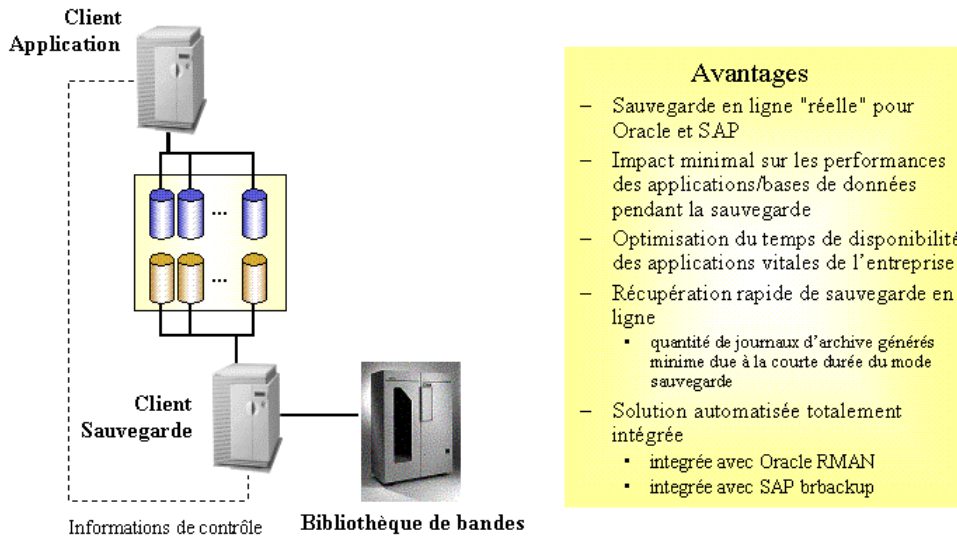 Client
Application
...
...
Client
Sauvegarde
Informations de contrôle
Bibliothèque de bandes
Avantages
– Sauvegarde en ligne "réelle" pour
Oracle et SAP
– Impact minimal sur les performances
des applications/bases de données
pendant la sauvegarde
– Optimisation du temps de disponibilité
des applications vitales de l'entreprise
– Récupération rapide de sauvegarde en
ligne
▪ quantité de journaux d'archive générés
minime due à la courte durée du mode
sauvegarde
– Solution automatisée totalement
intégrée
▪ integrée avec Oracle RMAN
▪ integrée avec SAP brbackup